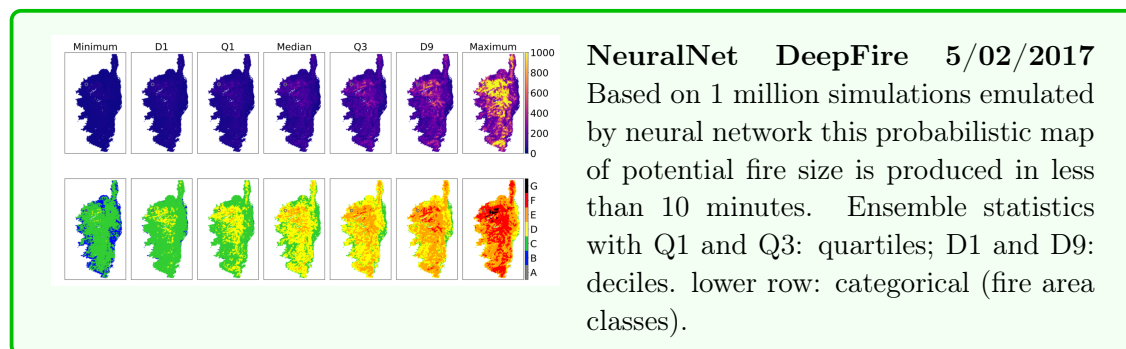 Minimum D1 Q1 Median Q3 D9 Maximum
1000
800
600
400
200
0
G
F
E
D
C
B
A
NeuralNet DeepFire 5/02/2017
Based on 1 million simulations emulated
by neural network this probabilistic map
of potential fire size is produced in less
than 10 minutes. Ensemble statistics
with Q1 and Q3: quartiles; D1 and D9:
deciles. lower row: categorical (fire area
classes).